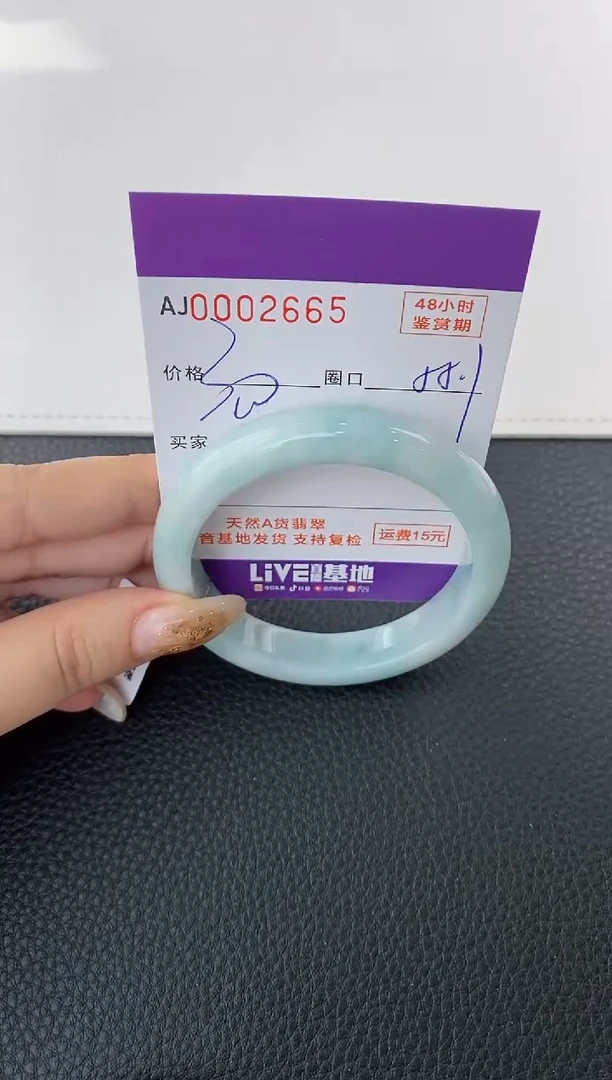 AJ0002665
48小时
鉴赏期
价格
圈口
买家
天然A货翡翠
音基地发货 支持复检
运费15元
LiVE 基地